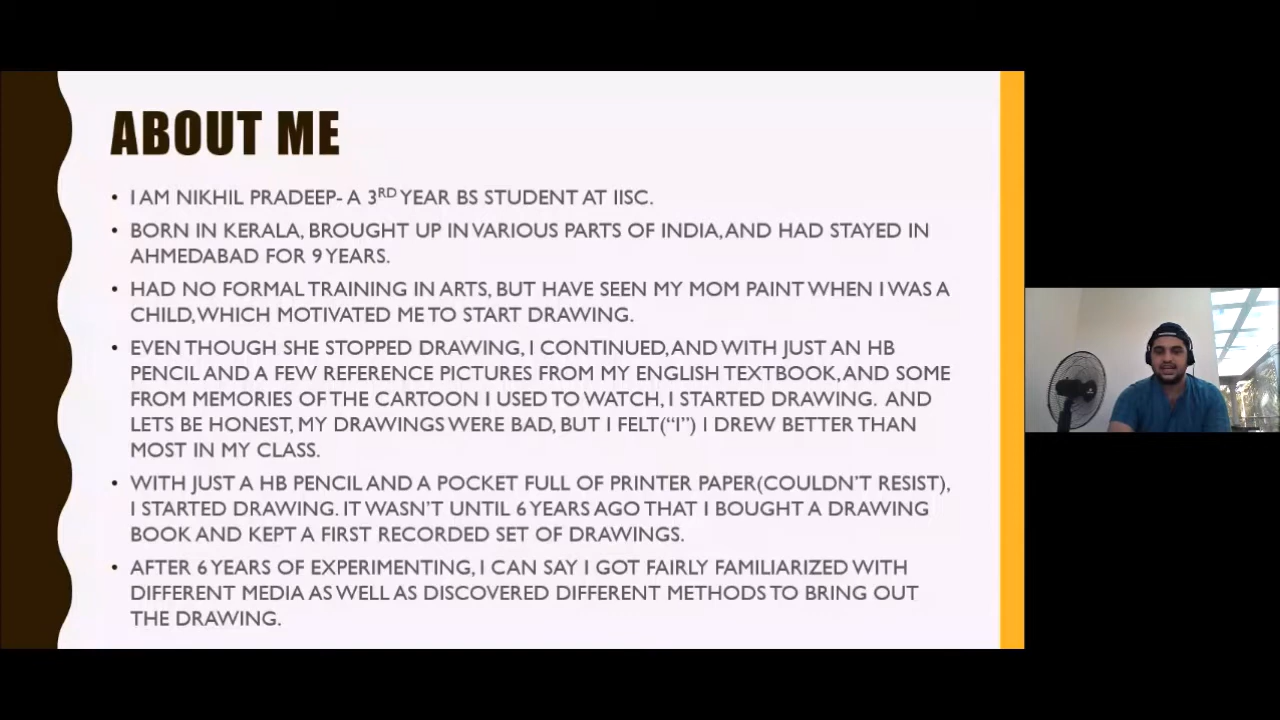 ABOUT ME
• I AM NIKHIL PRADEEP- A 3RD YEAR BS STUDENT AT IISC.
• BORN IN KERALA, BROUGHT UP IN VARIOUS PARTS OF INDIA, AND HAD STAYED IN
AHMEDABAD FOR 9 YEARS.
• HAD NO FORMAL TRAINING IN ARTS, BUT HAVE SEEN MY MOM PAINT WHEN I WAS A
CHILD, WHICH MOTIVATED ME TO START DRAWING.
• EVEN THOUGH SHE STOPPED DRAWING, I CONTINUED, AND WITH JUST AN HB
PENCIL AND A FEW REFERENCE PICTURES FROM MY ENGLISH TEXTBOOK, AND SOME
FROM MEMORIES OF THE CARTOON I USED TO WATCH, I STARTED DRAWING. AND
LETS BE HONEST, MY DRAWINGS WERE BAD, BUT I FELT(“I”) I DREW BETTER THAN
MOST IN MY CLASS.
• WITH JUST A HB PENCIL AND A POCKET FULL OF PRINTER PAPER(COULDN’T RESIST),
I STARTED DRAWING. IT WASN’T UNTIL 6 YEARS AGO THAT I BOUGHT A DRAWING
BOOK AND KEPT A FIRST RECORDED SET OF DRAWINGS.
• AFTER 6 YEARS OF EXPERIMENTING, I CAN SAY I GOT FAIRLY FAMILIARIZED WITH
DIFFERENT MEDIA AS WELL AS DISCOVERED DIFFERENT METHODS TO BRING OUT
THE DRAWING.